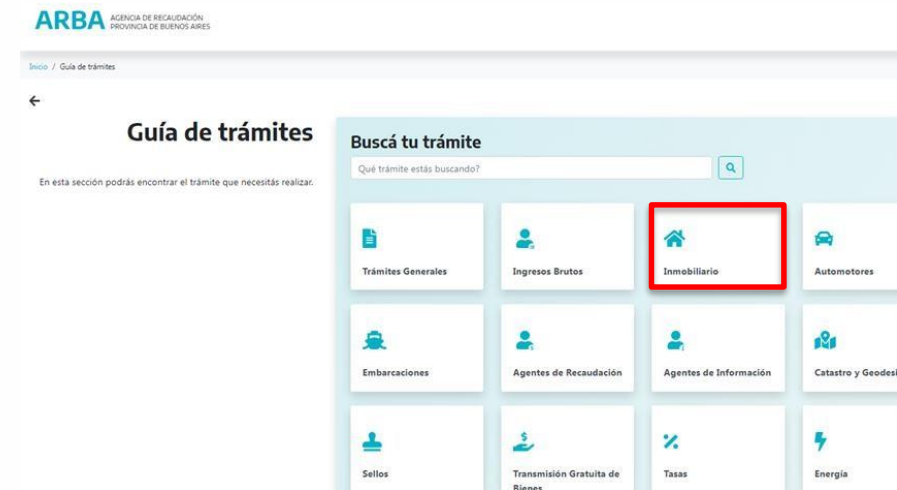 ARBA
AGENCIA DE RECAUDACIÓN
PROVINCIA DE BUENOS AIRES
Inicio / Guía de trámites
Guía de trámites
En esta sección podrás encontrar el trámite que necesitás realizar.
Buscá tu trámite
Qué trámite estás buscando?
Trámites Generales
Ingresos Brutos
Inmobiliario
Automotores
Embarcaciones
Agentes de Recaudación
Agentes de Información
Catastro y Geodesi
Sellos
Transmisión Gratuita de
Bienes
Tasas
Energía